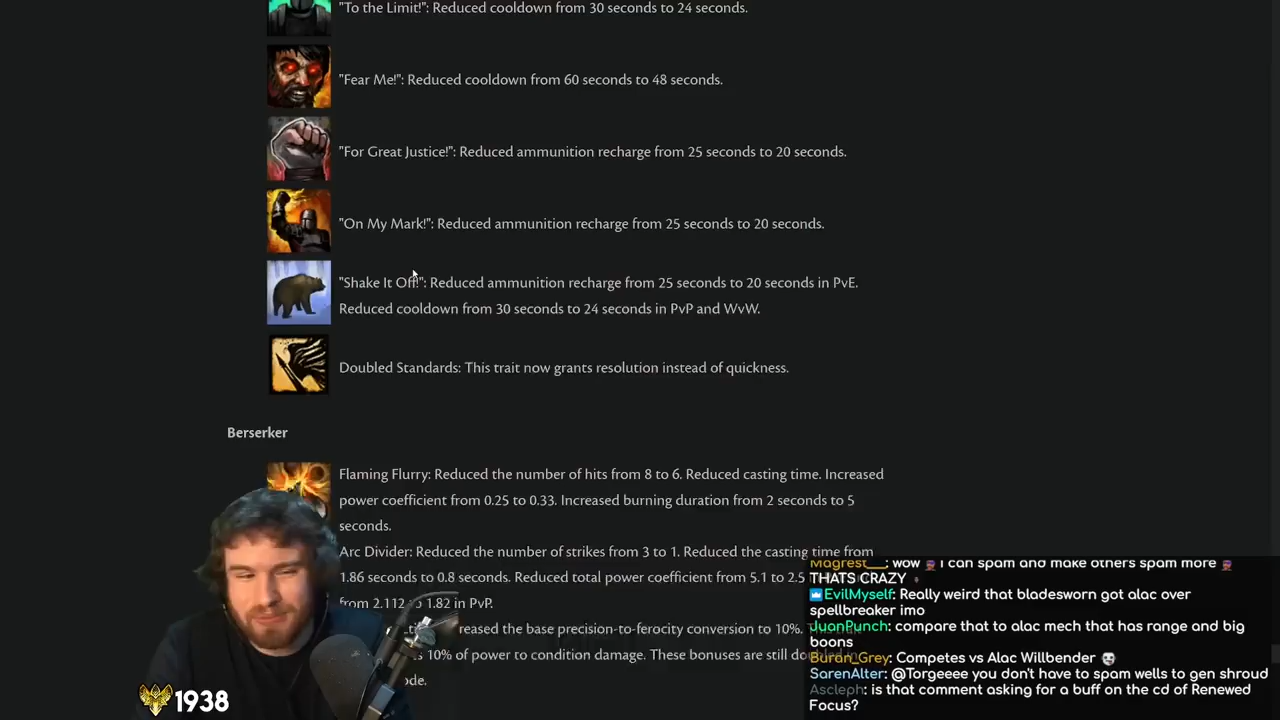 "To the Limit!": Reduced cooldown from 30 seconds to 24 seconds.
"Fear Me!": Reduced cooldown from 60 seconds to 48 seconds.
"For Great Justice!": Reduced ammunition recharge from 25 seconds to 20 seconds.
"On My Mark!": Reduced ammunition recharge from 25 seconds to 20 seconds.
"Shake It Off!": Reduced ammunition recharge from 25 seconds to 20 seconds in PvE.
Reduced cooldown from 30 seconds to 24 seconds in PvP and WvW.
Doubled Standards: This trait now grants resolution instead of quickness.
Berserker
Flaming Flurry: Reduced the number of hits from 8 to 6. Reduced casting time. Increased
power coefficient from 0.25 to 0.33. Increased burning duration from 2 seconds to 5
seconds.
Arc Divider: Reduced the number of strikes from 3 to 1. Reduced the casting time from
1.86 seconds to 0.8 seconds. Reduced total power coefficient from 5.1 to 2.5
from 2.112 to 1.82 in PvP.
the base precision-to-ferocity conversion to 10%.
10% of power to condition damage. These bonuses are still
Magrest__: wow I can spam and make others spam more
THATS CRAZY
EvilMyself: Really weird that bladesworn got alac over
spellbreaker imo
JuanPunch: compare that to alac mech that has range and big
boons
Buran_Grey: Competes vs Alac Willbender
SarenAlter: @Torgeeee you don't have to spam wells to gen shroud
Ascleph: is that comment asking for a buff on the cd of Renewed
Focus?
1938